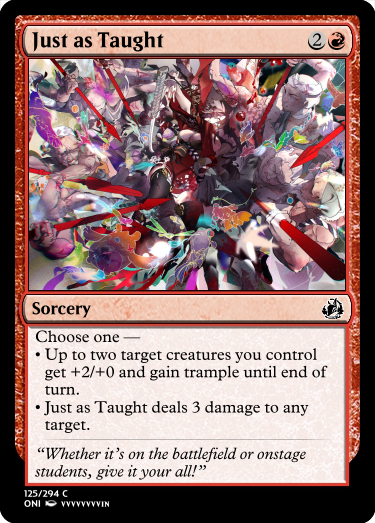 Just as Taught 2
Sorcery
Choose one —
• Up to two target creatures you control
get +2/+0 and gain trample until end of
turn.
• Just as Taught deals 3 damage to any
target.
“Whether it’s on the battlefield or onstage
students, give it your all!”
125/294 C
ONI VVVVVVVVIN